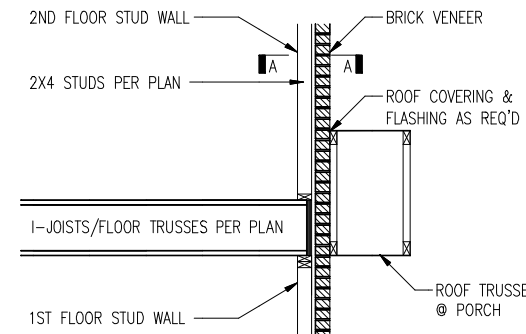 2ND FLOOR STUD WALL
BRICK VENEER
A
A
2X4 STUDS PER PLAN
ROOF COVERING &
FLASHING AS REQ'D
I-JOISTS/FLOOR TRUSSES PER PLAN
1ST FLOOR STUD WALL
ROOF TRUSSE
@ PORCH